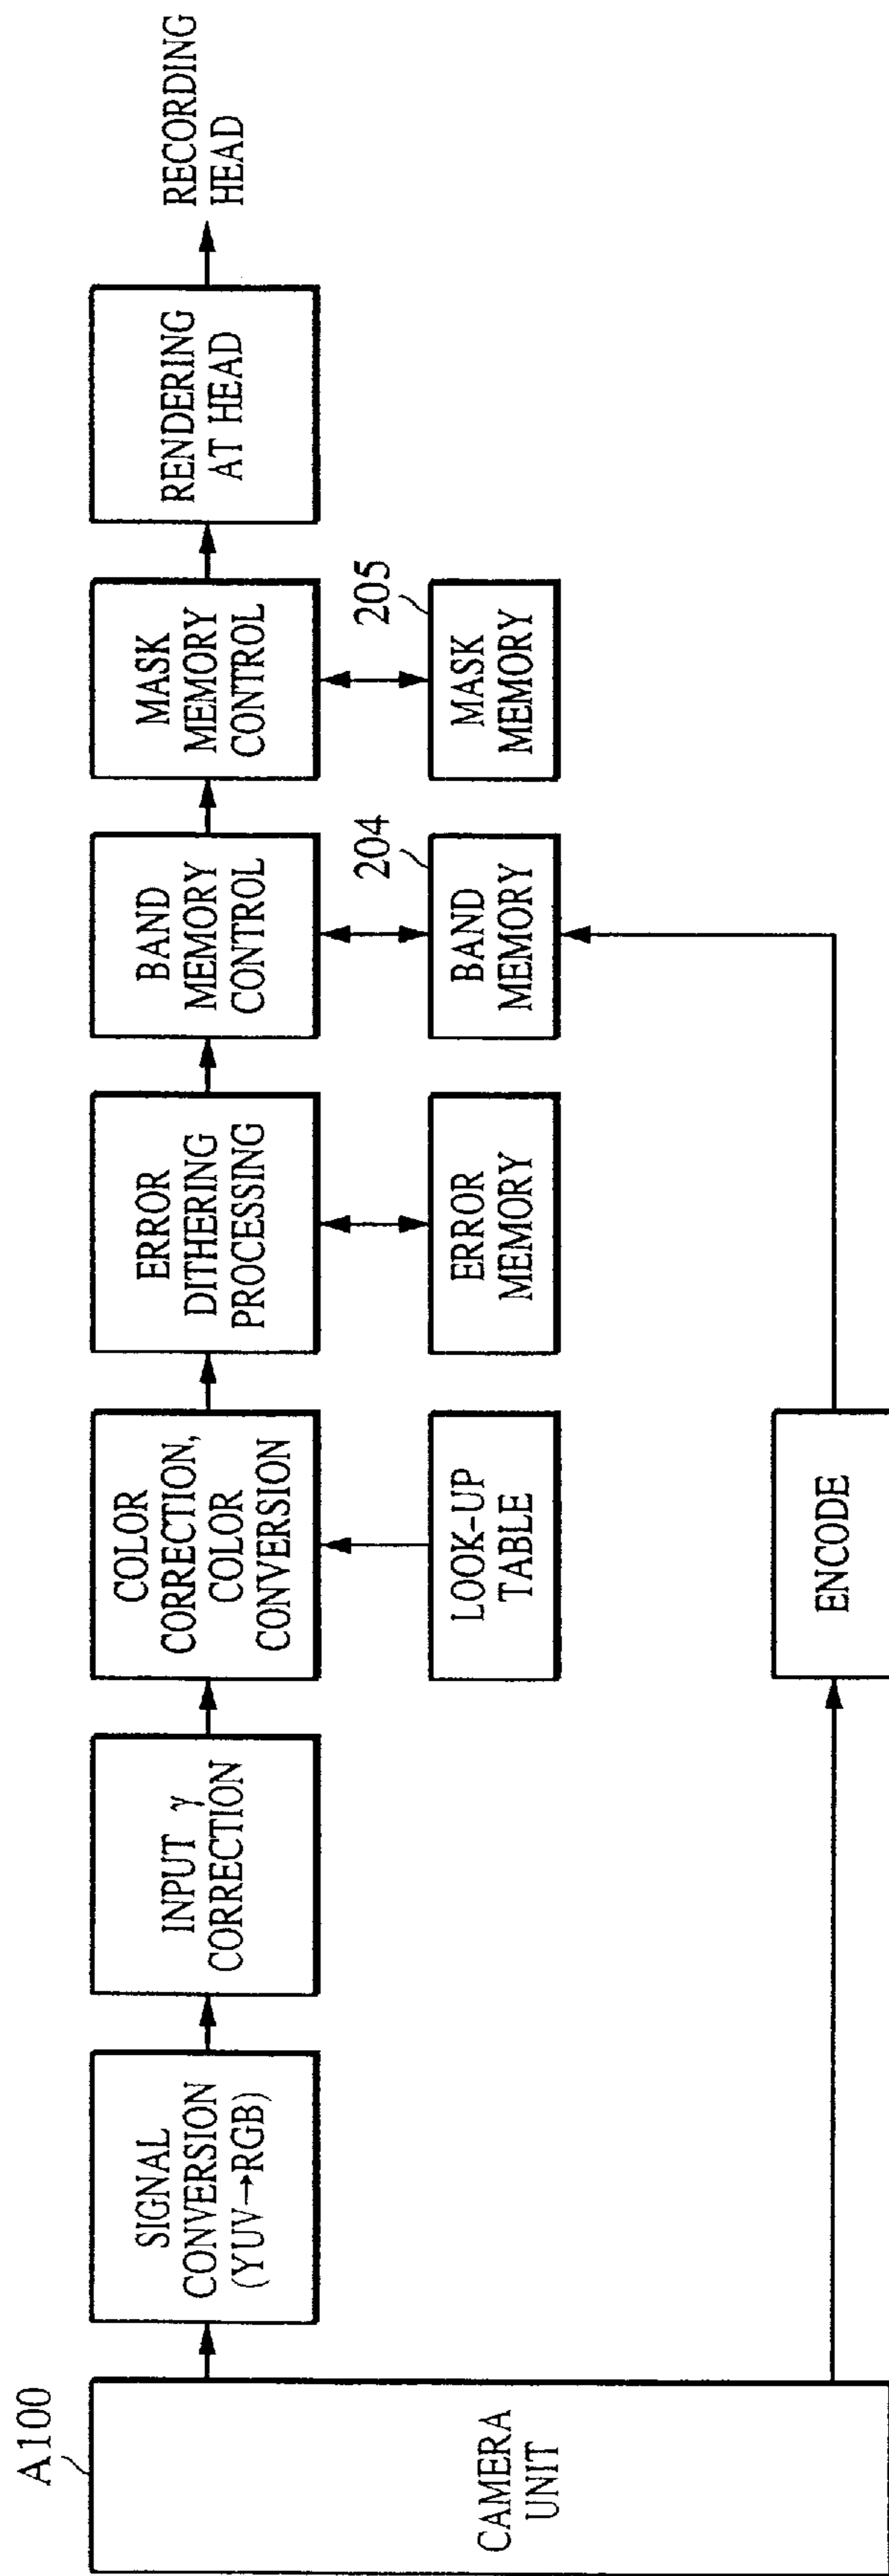 A100
CAMERA
UNIT
SIGNAL
CONVERSION
(YUV→RGB)
INPUT γ
CORRECTION
COLOR
CORRECTION,
COLOR
CONVERSION
LOOK-UP
TABLE
ERROR
DITHERING
PROCESSING
ERROR
MEMORY
BAND
MEMORY
CONTROL
204
BAND
MEMORY
MASK
MEMORY
CONTROL
205
MASK
MEMORY
RENDERING
AT HEAD
RECORDING
HEAD
ENCODE